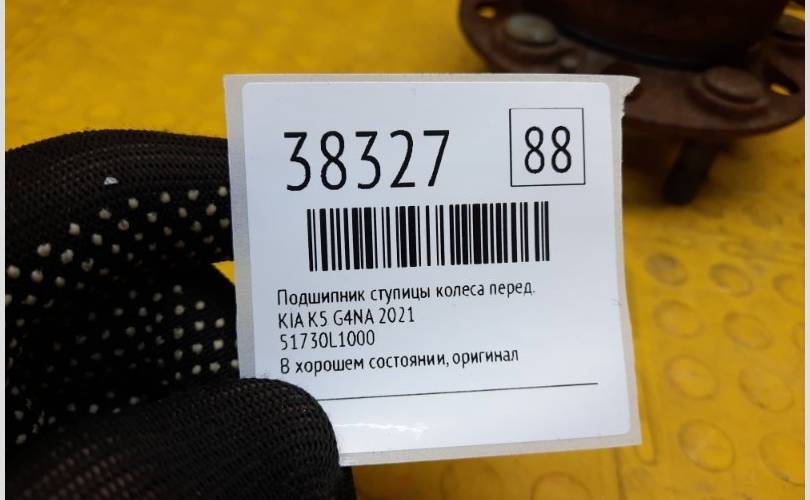 38327
88
Подшипник ступицы колеса перед.
KIA K5 G4NA 2021
51730L1000
В хорошем состоянии, оригинал